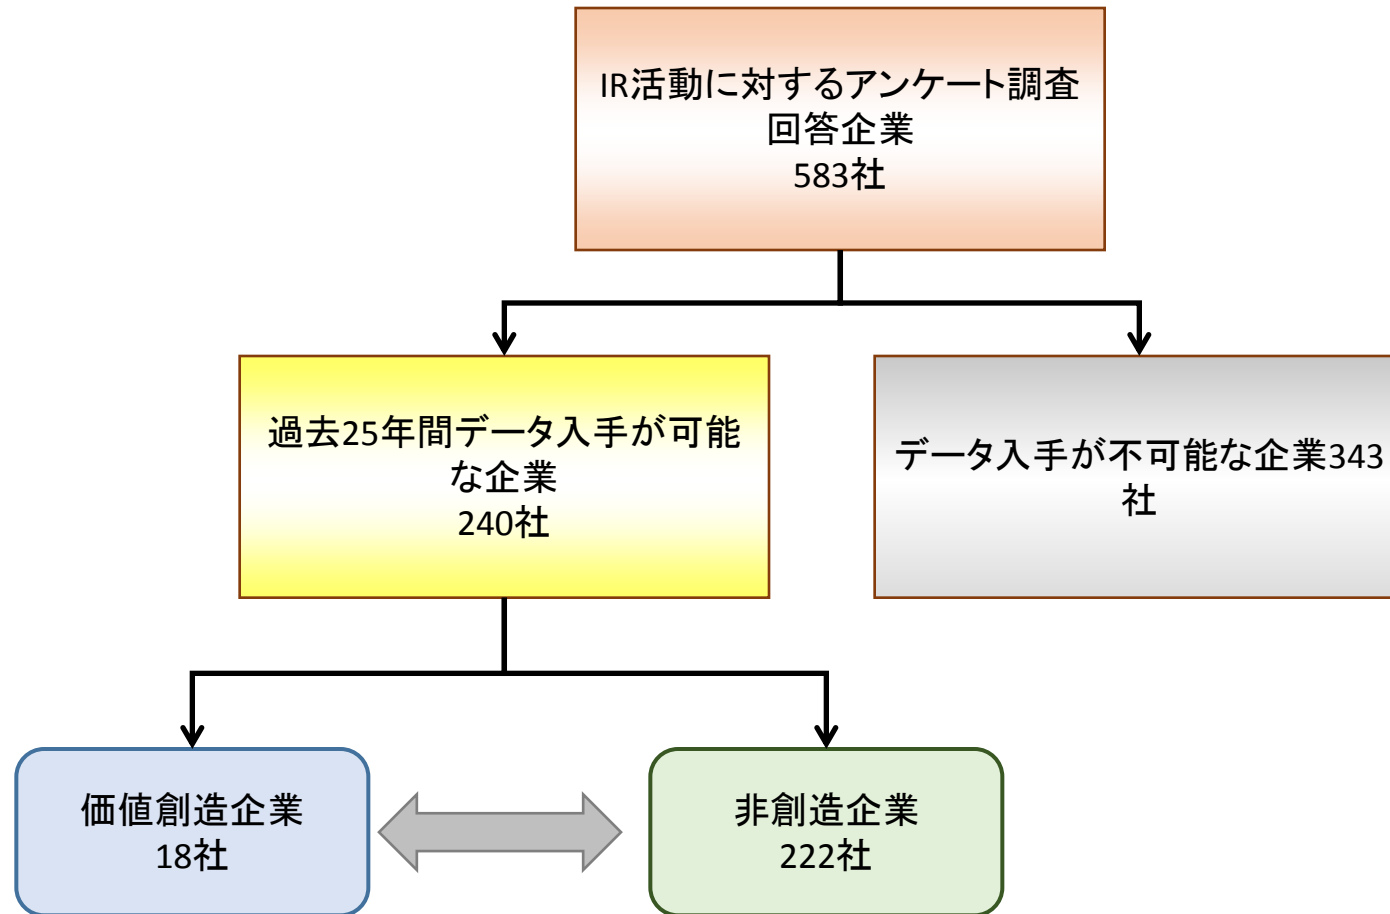 IR活動に対するアンケート調査
回答企業
583社
過去25年間データ入手が可能
な企業
240社
データ入手が不可能な企業343
社
価値創造企業
18社
非創造企業
222社